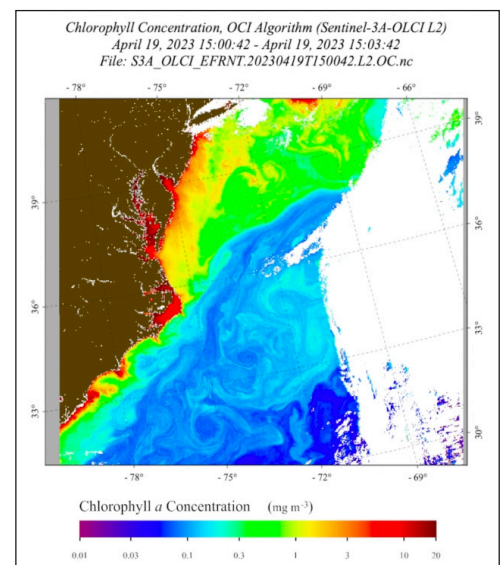 Chlorophyll Concentration, OCI Algorithm (Sentinel-3A-OLCI L2)
April 19, 2023 15:00:42 - April 19, 2023 15:03:42
File: S3A_OLCI_EFRNT.20230419T150042.L2.OC.nc
- 78° - 75° - 72° - 69°
39° 39°
36° 36°
33° 33°
30°
- 78° - 75° - 72° - 69°
Chlorophyll a Concentration (mg m-3)
0.01 0.03 0.1 0.3 1 3 10 20